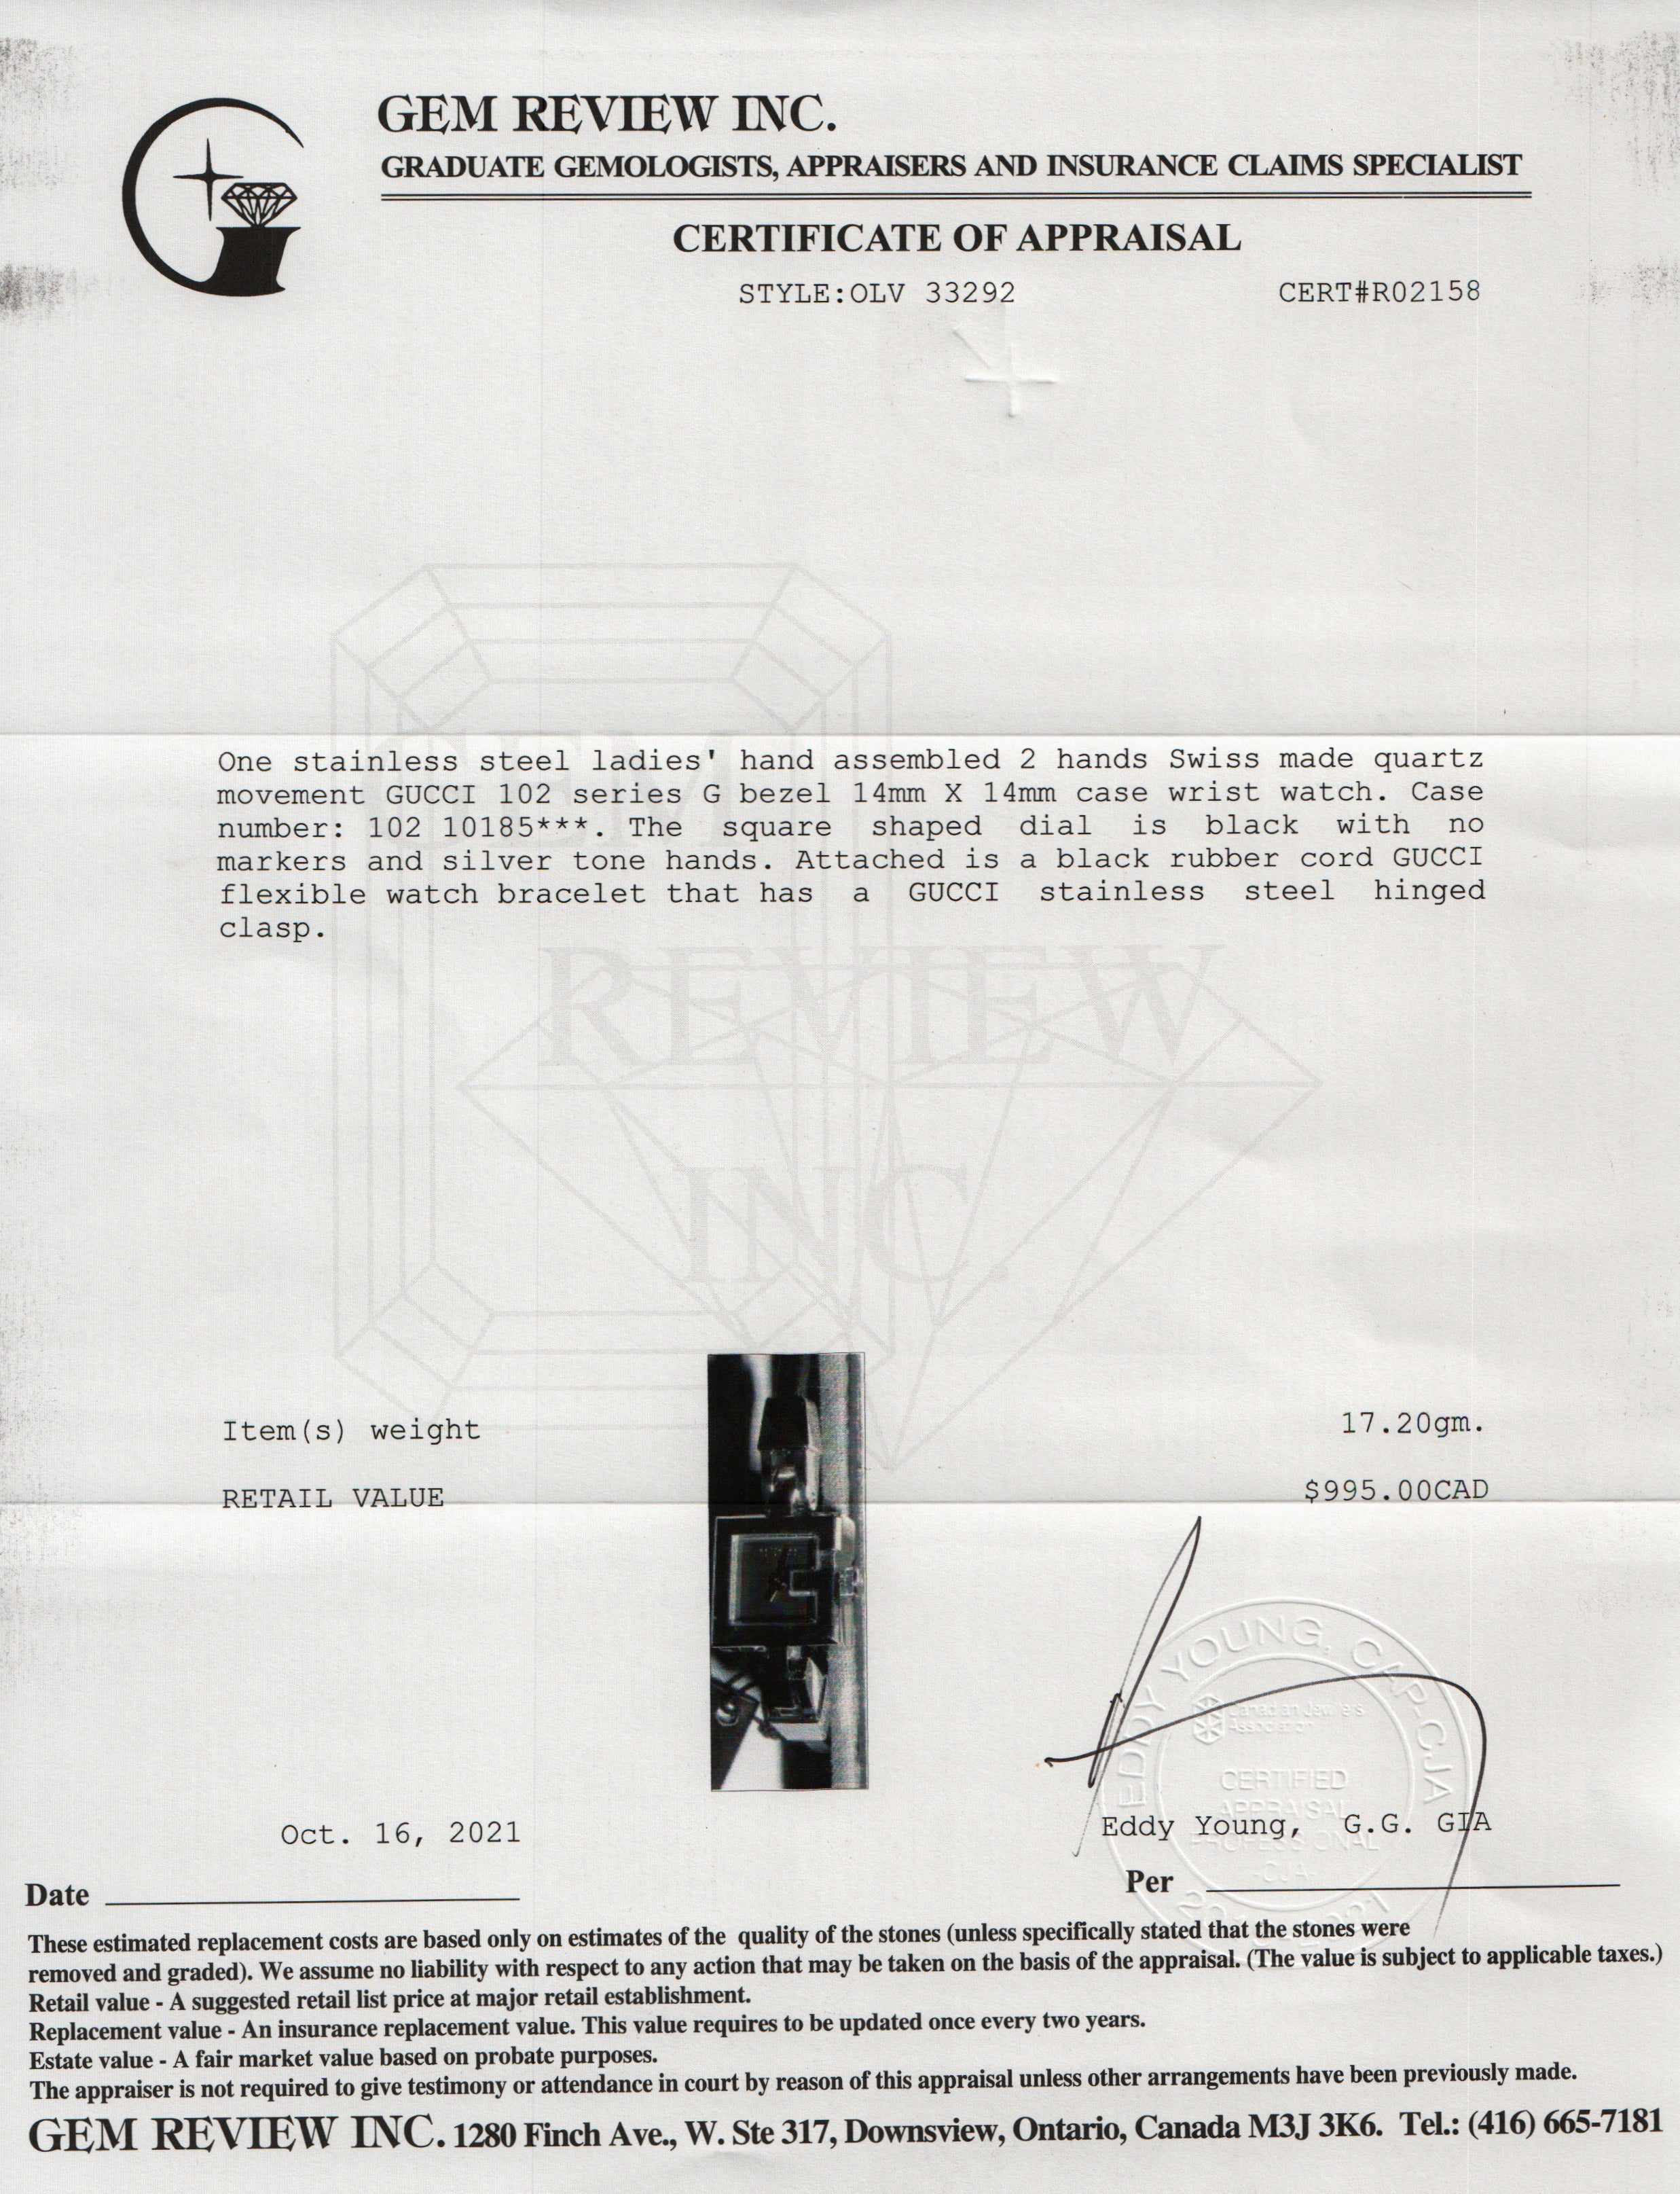 GEM REVIEW INC.
GRADUATE GEMOLOGISTS, APPRAISERS AND INSURANCE CLAIMS SPECIALIST
CERTIFICATE OF APPRAISAL
STYLE:OLV 33292 CERT#R02158
One stainless steel ladies' hand assembled 2 hands Swiss made quartz
movement GUCCI 102 series G bezel 14mm X 14mm case wrist watch. Case
number: 102 10185***. The square shaped dial is black with no
markers and silver tone hands. Attached is a black rubber cord GUCCI
flexible watch bracelet that has a GUCCI stainless steel hinged
clasp.
GEM
REVIEW
INC.
Item(s) weight 17.20gm.
RETAIL VALUE $995.00CAD
EDDY YOUNG, CAP-CJA
Canadian Jewellers
Association
CERTIFIED
APPRAISAL
PROFESSIONAL
-CJA-
Oct. 16, 2021
Eddy Young, G.G. GIA
Date
Per
These estimated replacement costs are based only on estimates of the quality of the stones (unless specifically stated that the stones were
removed and graded). We assume no liability with respect to any action that may be taken on the basis of the appraisal. (The value is subject to applicable taxes.)
Retail value - A suggested retail list price at major retail establishment.
Replacement value - An insurance replacement value. This value requires to be updated once every two years.
Estate value - A fair market value based on probate purposes.
The appraiser is not required to give testimony or attendance in court by reason of this appraisal unless other arrangements have been previously made.
GEM REVIEW INC. 1280 Finch Ave., W. Ste 317, Downsview, Ontario, Canada M3J 3K6. Tel.: (416) 665-7181